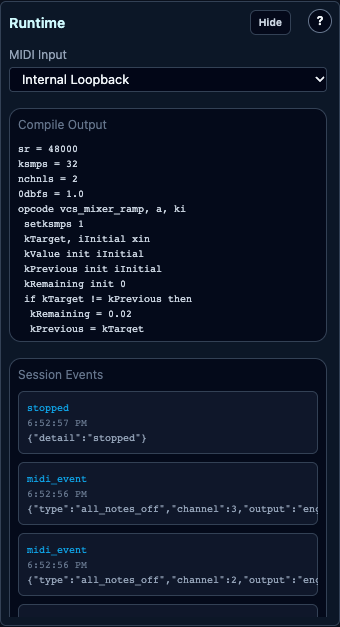 Runtime
Hide
?
MIDI Input
Internal Loopback
Compile Output
sr = 48000
ksmps = 32
nchnls = 2
0dbfs = 1.0
opcode vcs_mixer_ramp, a, ki
 setksmps 1
 kTarget, iInitial xin
 kValue init iInitial
 kPrevious init iInitial
 kRemaining init 0
 if kTarget != kPrevious then
  kRemaining = 0.02
  kPrevious = kTarget
Session Events
stopped
6:52:57 PM
{"detail":"stopped"}
midi_event
6:52:56 PM
{"type":"all_notes_off","channel":3,"output":"eng
midi_event
6:52:56 PM
{"type":"all_notes_off","channel":2,"output":"eng